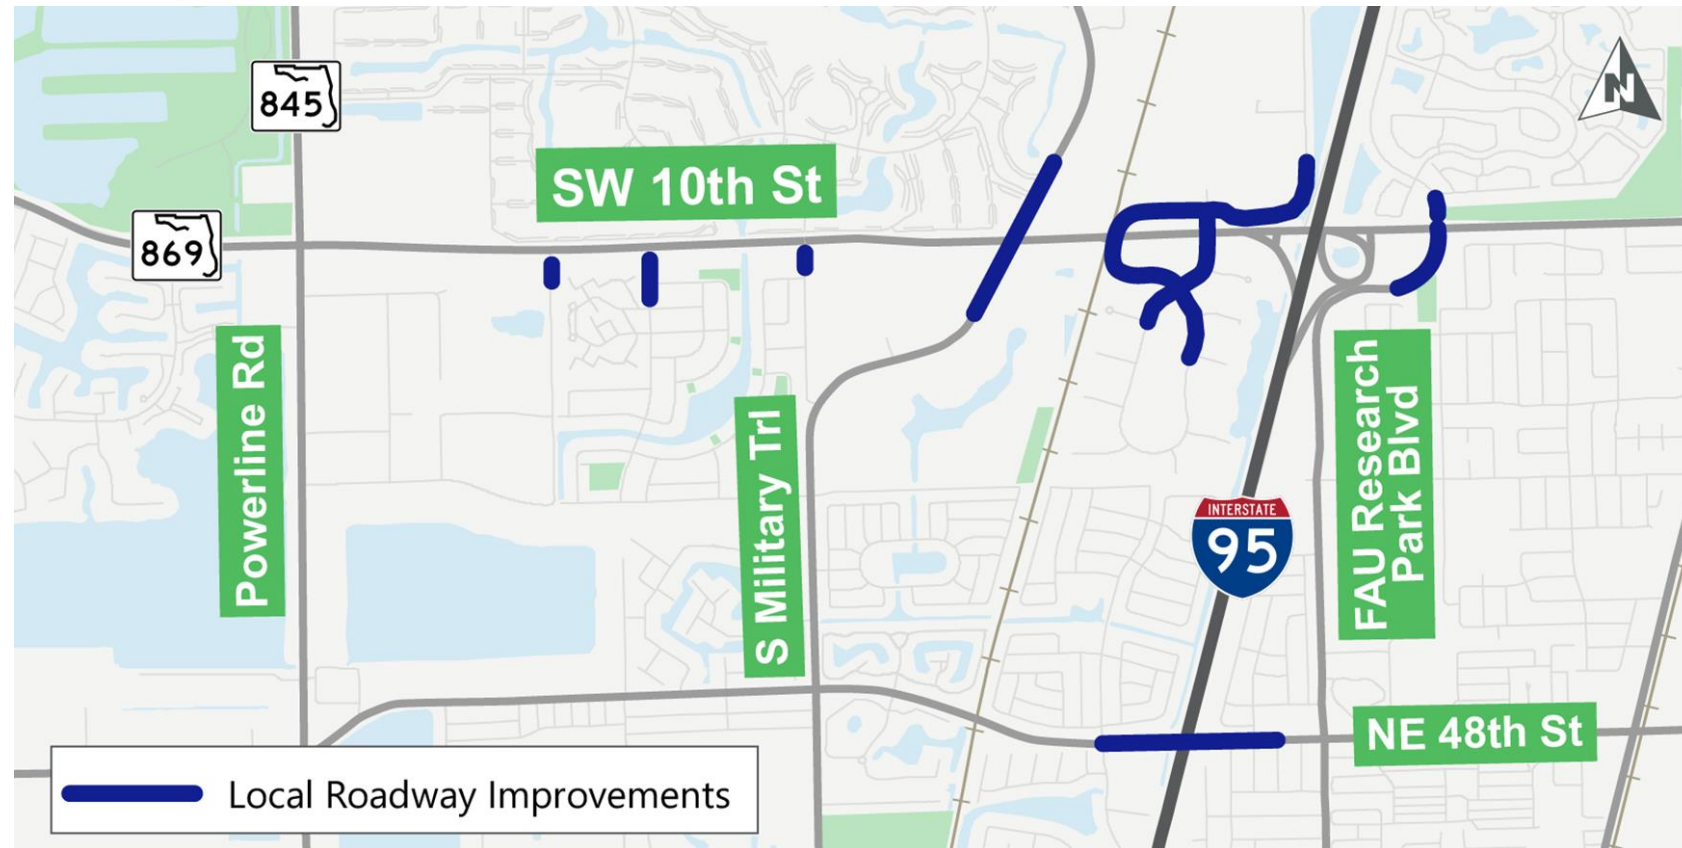 845
N
SW 10th St
869
Powerline Rd
S Military Trl
FAU Research
Park Blvd
INTERSTATE
95
NE 48th St
Local Roadway Improvements